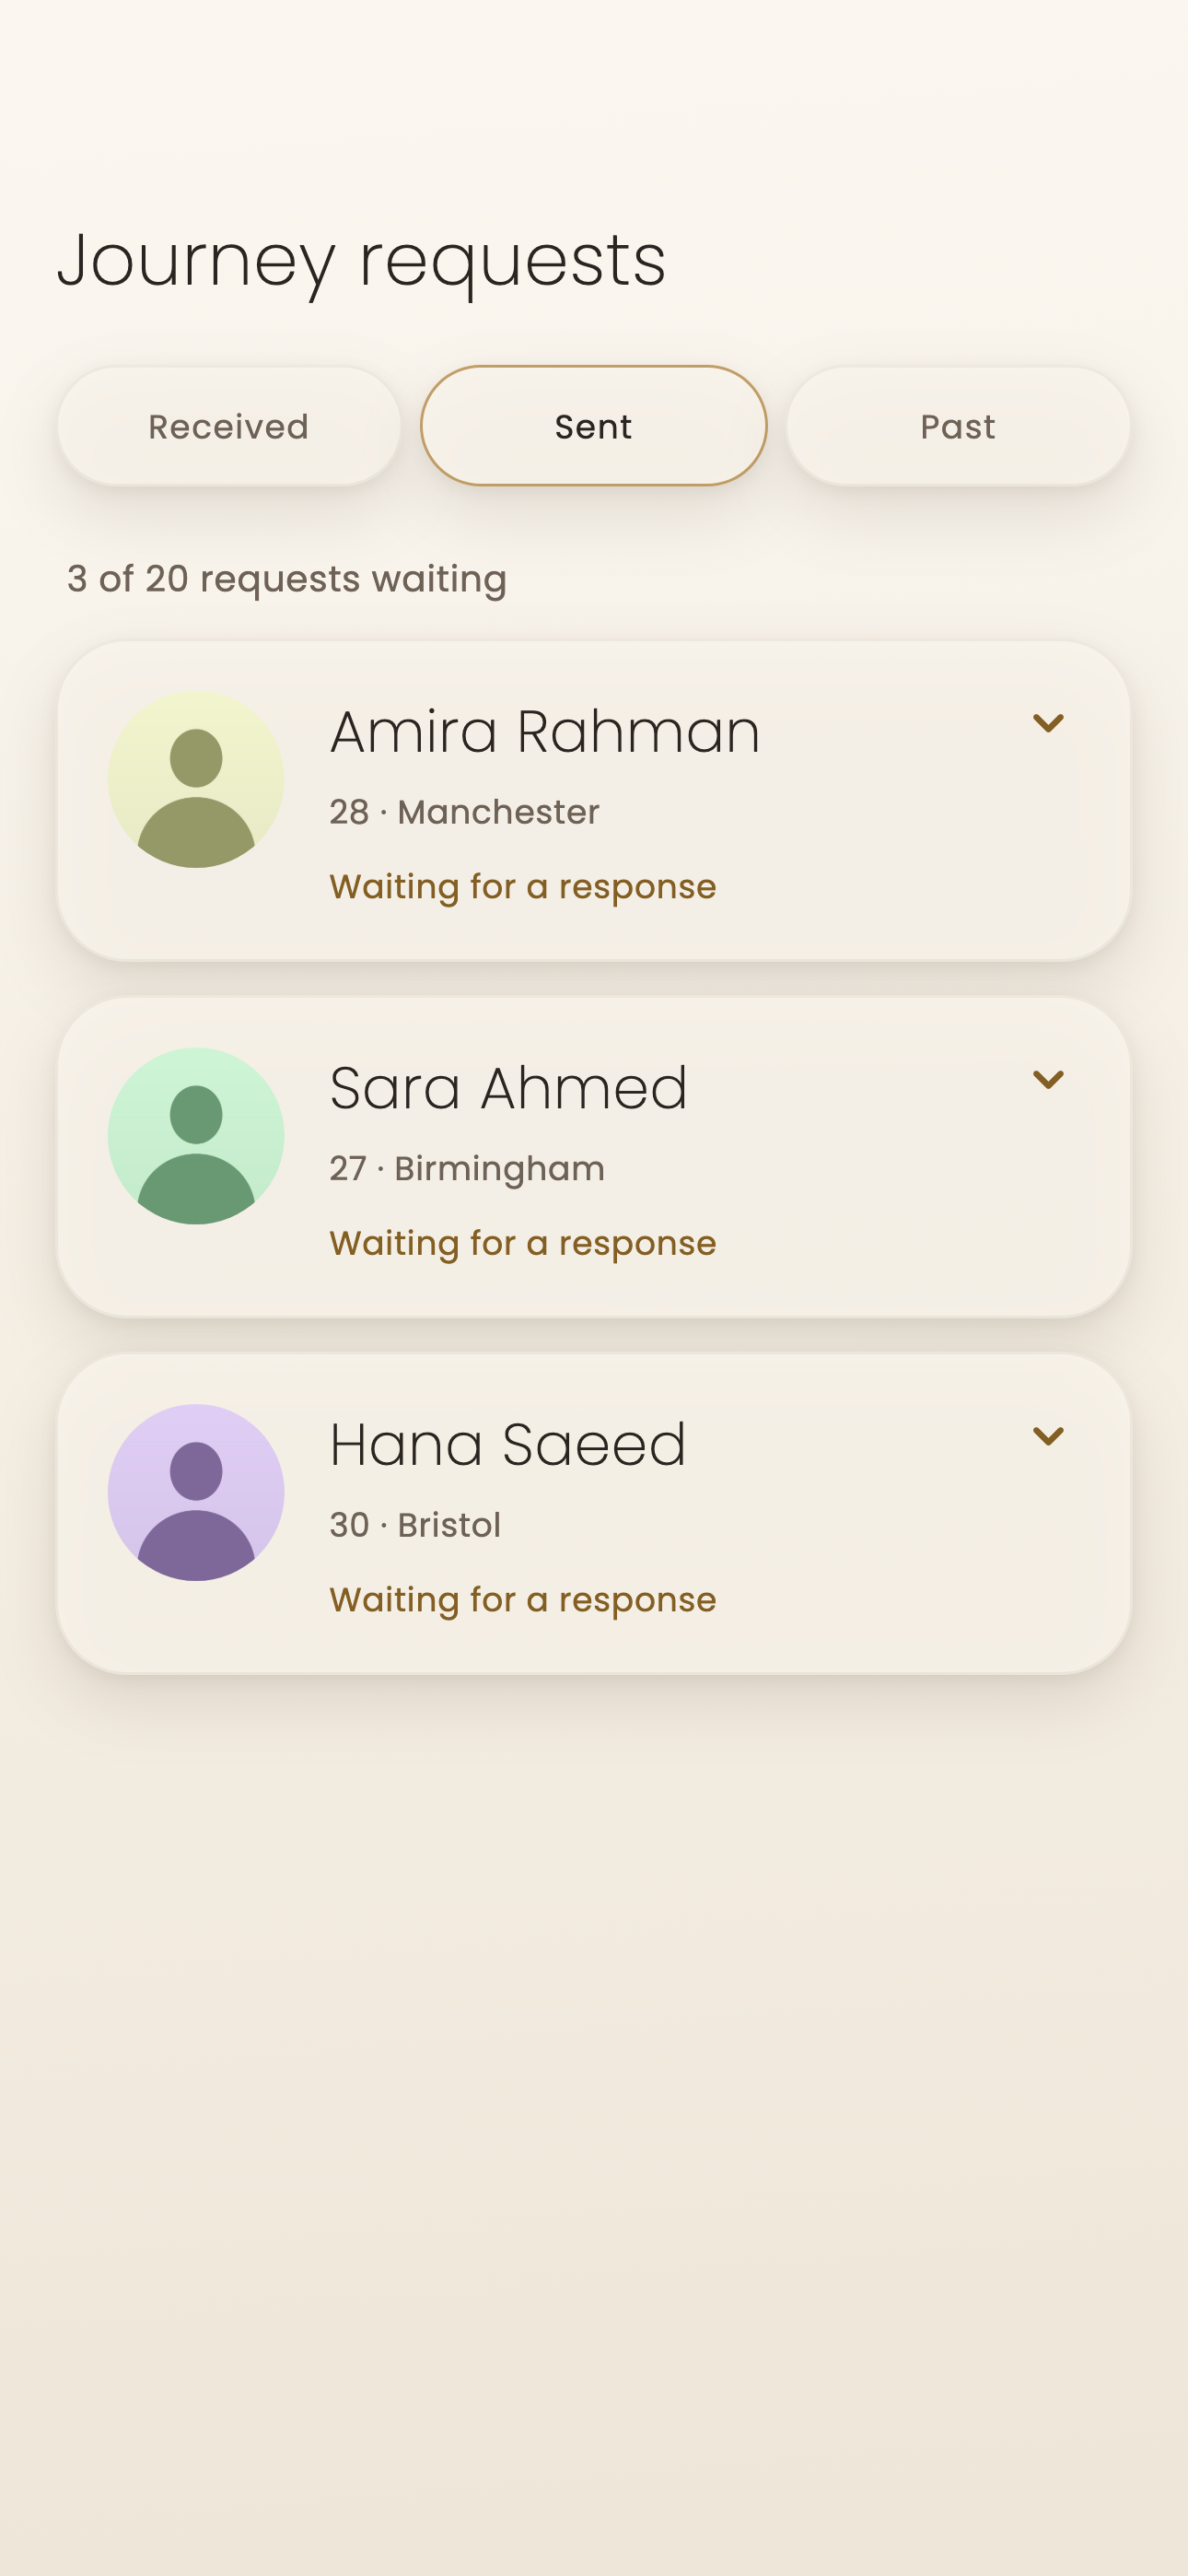 Journey requests
Received
Sent
Past
3 of 20 requests waiting
Amira Rahman
28 · Manchester
Waiting for a response
Sara Ahmed
27 · Birmingham
Waiting for a response
Hana Saeed
30 · Bristol
Waiting for a response